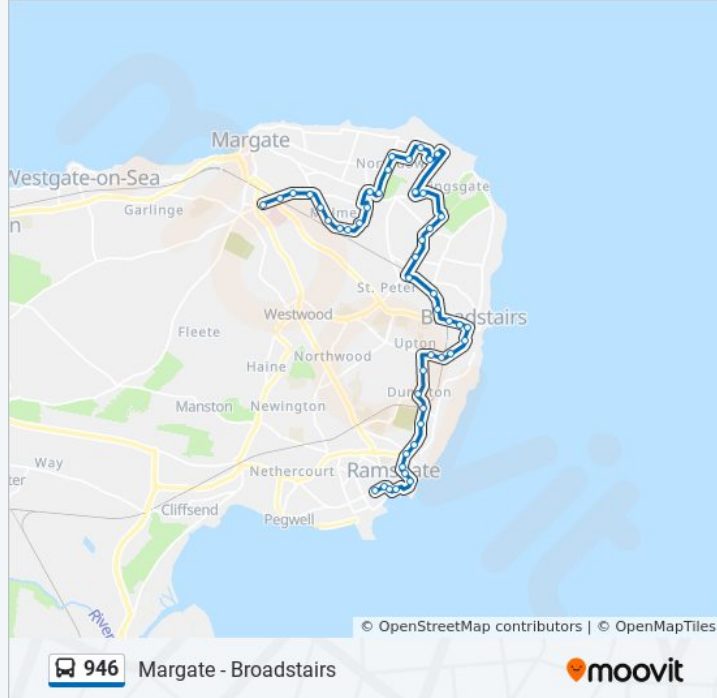 Margate
Westgate-on-Sea
Garlinge
Kingsgate
St. Peter
Westwood
Broadstairs
Fleete
Upton
Northwood
Haine
Manston
Newington
Way
Nethercourt
Ramsgate
Cliffsend
Pegwell
River
© OpenStreetMap contributors | © OpenMapTiles
946 Margate - Broadstairs
moovit